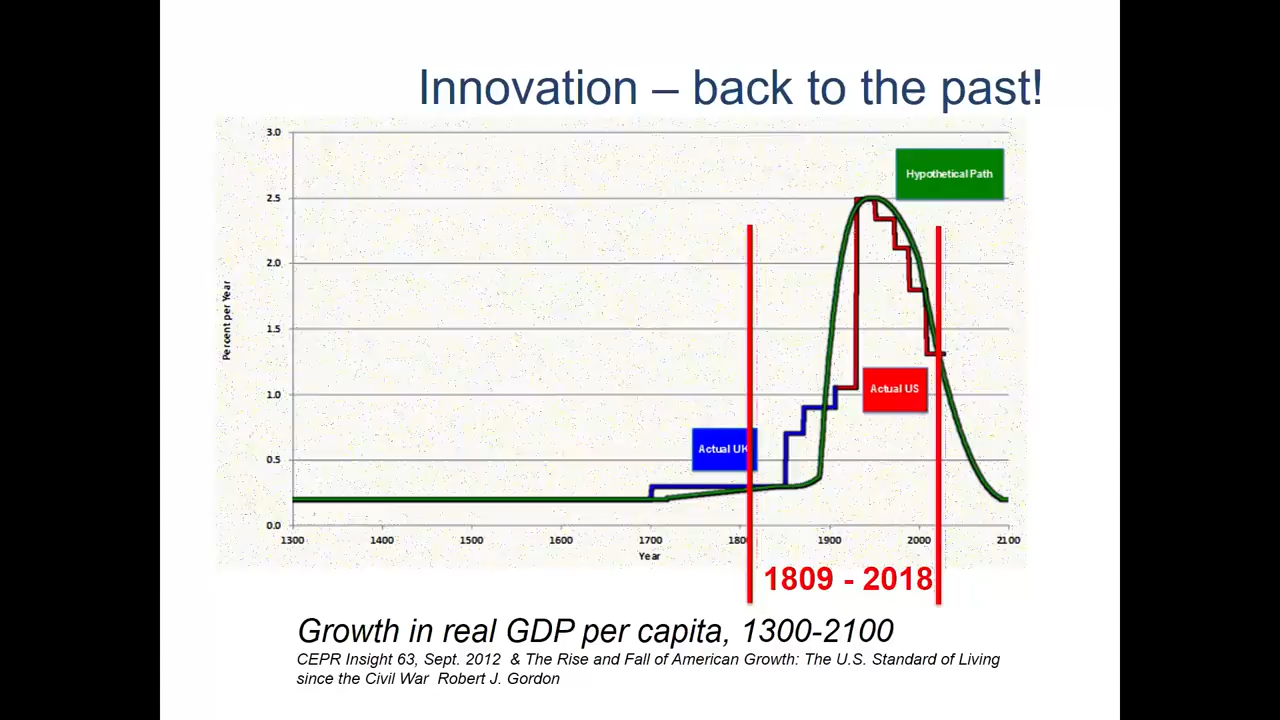 Innovation – back to the past!
3.0
Hypothetical Path
2.5
2.0
Percent per Year
1.5
1.0
Actual US
Actual UK
0.5
0.0
1300 1400 1500 1600 1700 1800 1900 2000 2100
Year
1809 - 2018
Growth in real GDP per capita, 1300-2100
CEPR Insight 63, Sept. 2012 & The Rise and Fall of American Growth: The U.S. Standard of Living
since the Civil War Robert J. Gordon